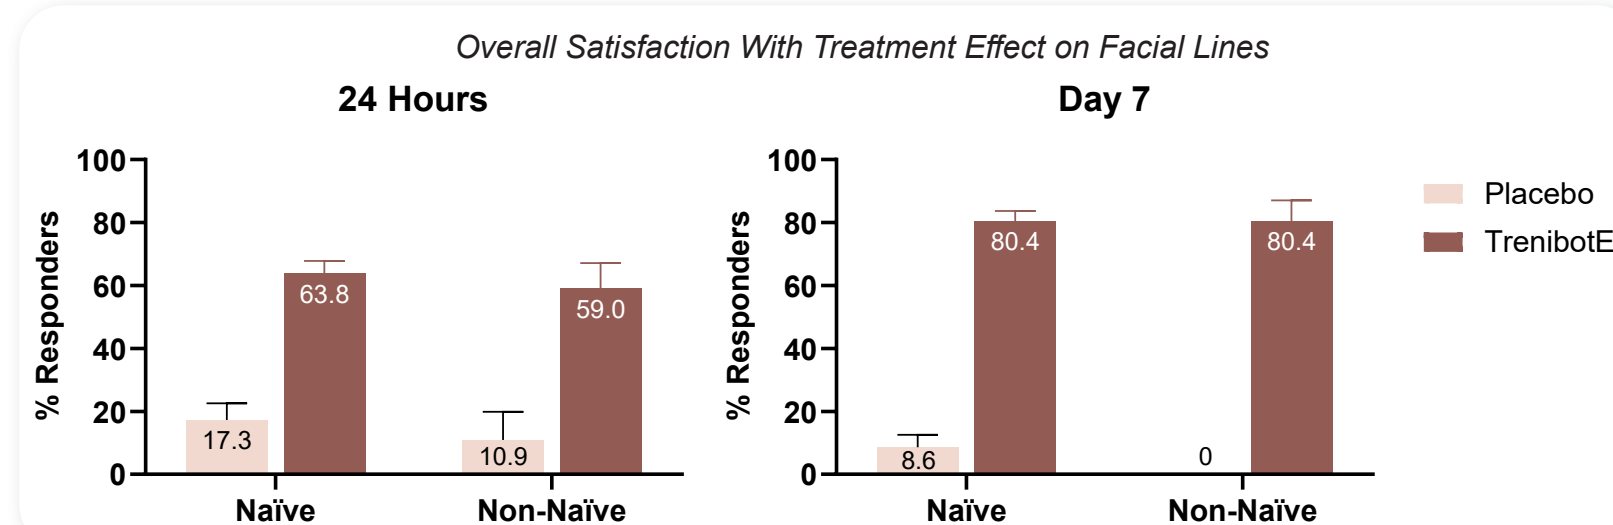 Overall Satisfaction With Treatment Effect on Facial Lines
24 Hours
% Responders
100
80
60
40
20
0
17.3
63.8
10.9
59.0
Naïve
Non-Naïve
Day 7
% Responders
100
80
60
40
20
0
8.6
80.4
0
80.4
Naïve
Non-Naïve
Placebo
TrenibotE